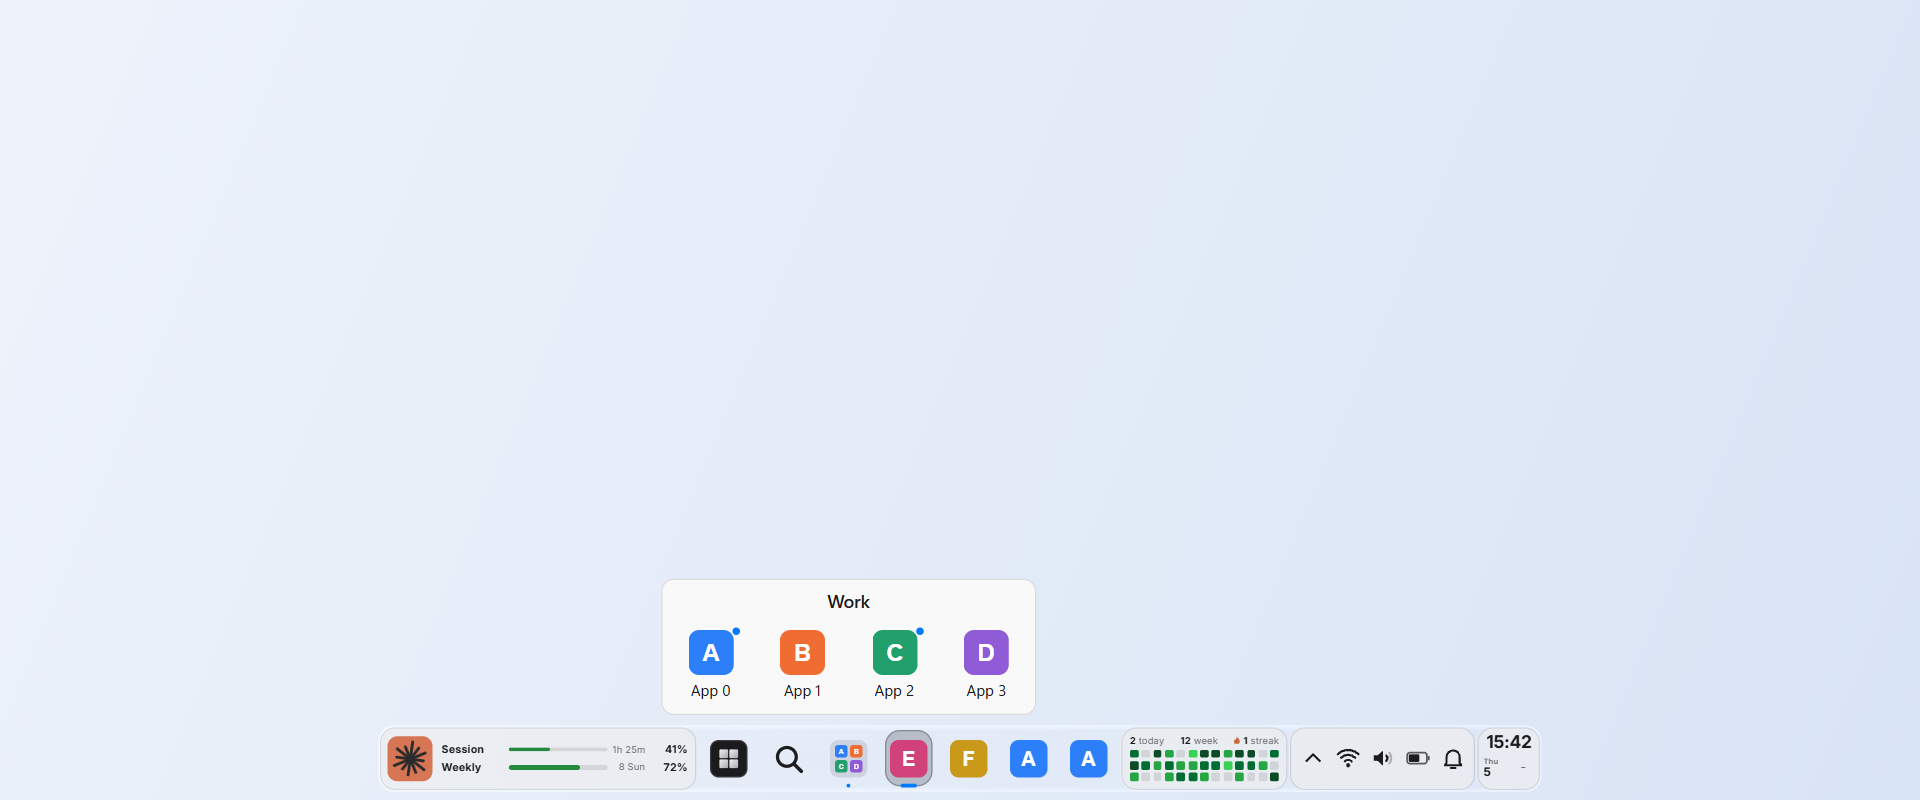 Work
A B C D
App 0 App 1 App 2 App 3
Session 1h 25m 41%
Weekly 8 Sun 72%
A B
C D
E F A A
2 today 12 week 1 streak
15:42
Thu
5 –